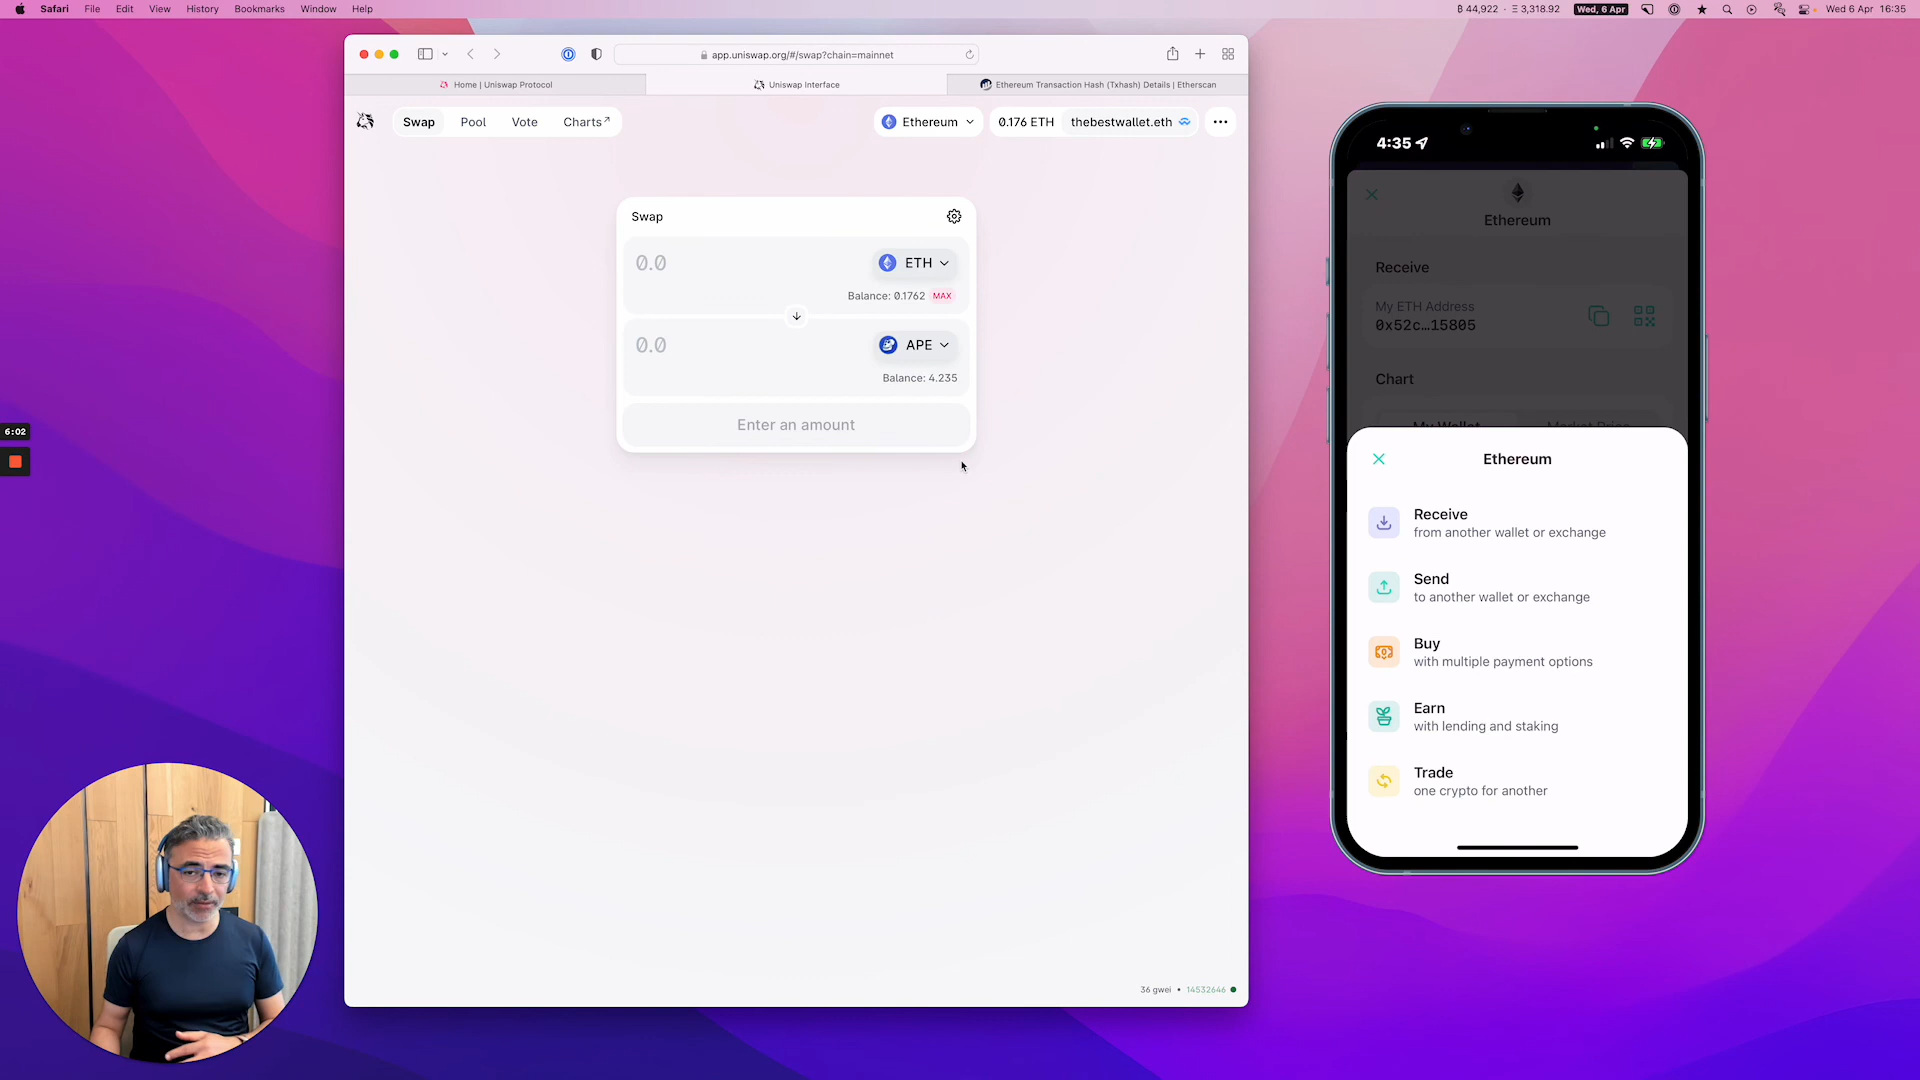 Safari File Edit View History Bookmarks Window Help
₿ 44,922 · Ξ 3,318.92 Wed, 6 Apr Wed 6 Apr 16:35
app.uniswap.org/#/swap?chain=mainnet
Home | Uniswap Protocol
Uniswap Interface
Ethereum Transaction Hash (Txhash) Details | Etherscan
Swap Pool Vote Charts↗
Ethereum 0.176 ETH thebestwallet.eth
Swap
0.0 ETH
Balance: 0.1762 MAX
0.0 APE
Balance: 4.235
Enter an amount
36 gwei • 14532646
6:02
4:35
Ethereum
Receive
My ETH Address
0x52c…15805
Chart
My Wallet Market Price
Ethereum
Receive
from another wallet or exchange
Send
to another wallet or exchange
Buy
with multiple payment options
Earn
with lending and staking
Trade
one crypto for another